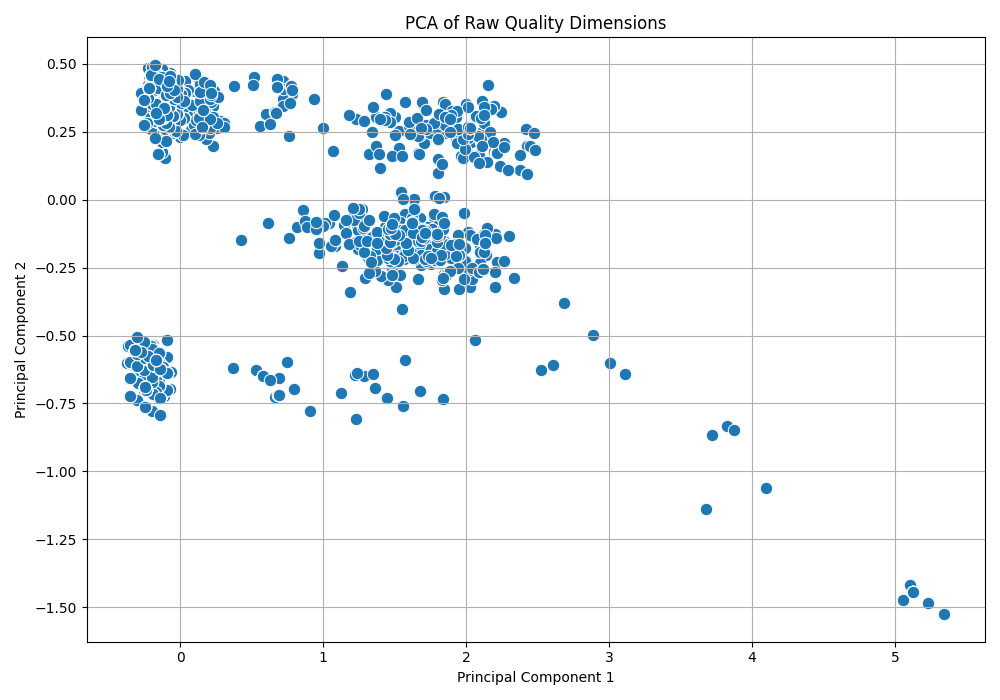 PCA of Raw Quality Dimensions
Principal Component 2
0.50
0.25
0.00
−0.25
−0.50
−0.75
−1.00
−1.25
−1.50
0 1 2 3 4 5
Principal Component 1